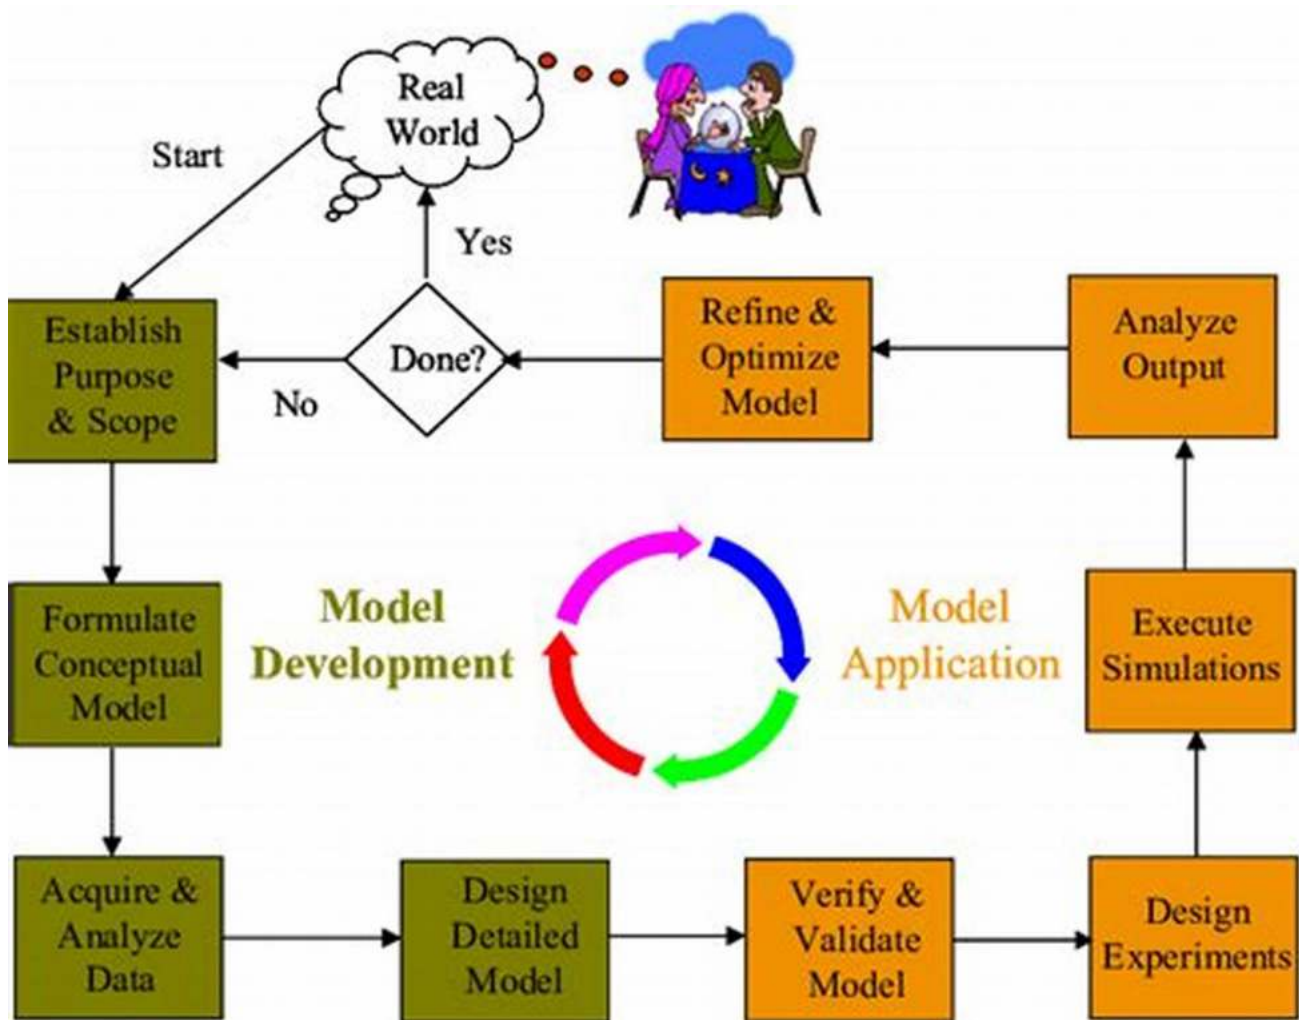 Real
World
Start
Yes
Establish
Purpose
& Scope
No
Done?
Refine &
Optimize
Model
Analyze
Output
Formulate
Conceptual
Model
Model
Development
Model
Application
Execute
Simulations
Acquire &
Analyze
Data
Design
Detailed
Model
Verify &
Validate
Model
Design
Experiments